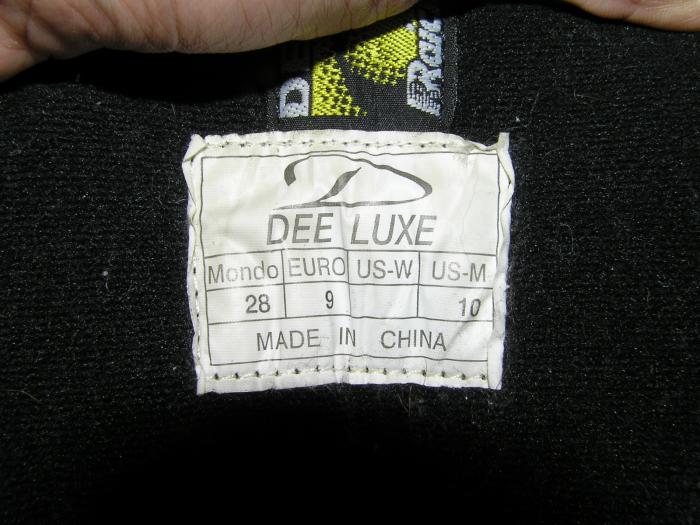 DEE LUXE
Mondo EURO US-W US-M
28 9 10
MADE IN CHINA